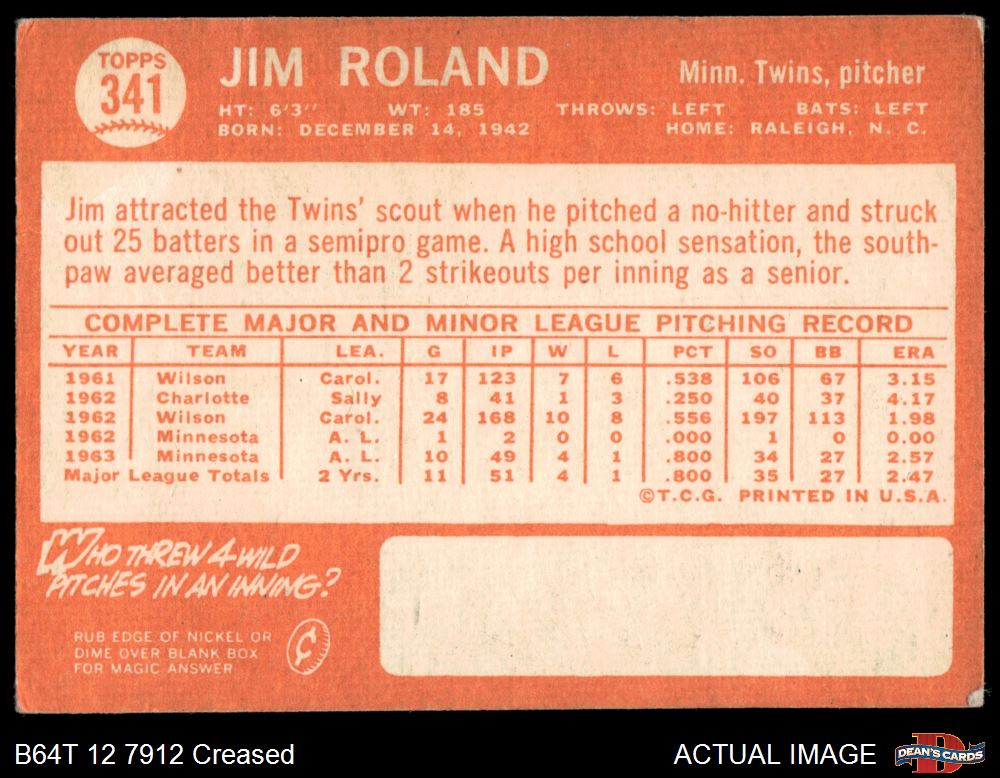 TOPPS
341
JIM ROLAND
Minn. Twins, pitcher
HT: 6'3" WT: 185 THROWS: LEFT BATS: LEFT
BORN: DECEMBER 14, 1942 HOME: RALEIGH, N. C.
Jim attracted the Twins' scout when he pitched a no-hitter and struck
out 25 batters in a semipro game. A high school sensation, the south-
paw averaged better than 2 strikeouts per inning as a senior.
COMPLETE MAJOR AND MINOR LEAGUE PITCHING RECORD
YEAR TEAM LEA. G IP W L PCT SO BB ERA
1961 Wilson Carol. 17 123 7 6 .538 106 67 3.15
1962 Charlotte Sally 8 41 1 3 .250 40 37 4.17
1962 Wilson Carol. 24 168 10 8 .556 197 113 1.98
1962 Minnesota A. L. 1 2 0 0 .000 1 0 0.00
1963 Minnesota A. L. 10 49 4 1 .800 34 27 2.57
Major League Totals 2 Yrs. 11 51 4 1 .800 35 27 2.47
©T.C.G. PRINTED IN U.S.A.
WHO THREW 4 WILD
PITCHES IN AN INNING?
RUB EDGE OF NICKEL OR
DIME OVER BLANK BOX
FOR MAGIC ANSWER
¢
B64T 12 7912 Creased
ACTUAL IMAGE
DEAN'S CARDS